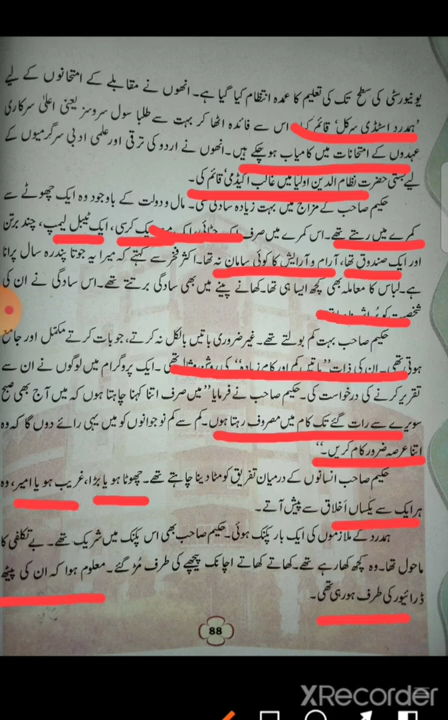 یونیورسٹی کی سطح تک کی تعلیم کا عمدہ انتظام کیا گیا ہے۔ انھوں نے مقابلے کے امتحانوں کے لیے
'ہمدرد اسٹڈی سرکل' قائم کیا۔ اس سے فائدہ اٹھا کر بہت سے طلبا سول سروسز یعنی اعلیٰ سرکاری
عہدوں کے امتحانات میں کامیاب ہوچکے ہیں۔ انھوں نے اردو کی ترقی اور علمی ادبی سرگرمیوں کے
لیے بستی حضرت نظام الدین اولیا میں غالب اکیڈمی قائم کی۔
حکیم صاحب کے مزاج میں بہت زیادہ سادگی تھی۔ مال و دولت کے باوجود وہ ایک چھوٹے سے
کمرے میں رہتے تھے۔ اس کمرے میں صرف ایک چٹائی، ایک کرسی، ایک ٹیبل لیمپ، چند برتن
اور ایک صندوق تھا۔ آرام و آرایش کا کوئی سامان نہ تھا۔ اکثر فخر سے کہتے کہ میرا یہ جوتا پندرہ سال پرانا
ہے۔ لباس کا معاملہ بھی کچھ ایسا ہی تھا۔ کھانے پینے میں بھی سادگی برتتے تھے۔ اس سادگی نے ان کی
شخصیت کو
حکیم صاحب بہت کم بولتے تھے۔ غیر ضروری باتیں بالکل نہ کرتے، جو بات کرتے مکمل اور جامع
ہوتی تھی۔ ان کی ذات "باتیں کم اور کام زیادہ" کی روشن مثال تھی۔ ایک پروگرام میں لوگوں نے ان سے
تقریر کرنے کی درخواست کی۔ حکیم صاحب نے فرمایا "میں صرف اتنا کہنا چاہتا ہوں کہ میں آج بھی صبح
سویرے سے رات گئے تک کام میں مصروف رہتا ہوں۔ کم سے کم نوجوانوں کو میں یہی رائے دوں گا کہ وہ
اتنا عرصہ ضرور کام کریں۔"
حکیم صاحب انسانوں کے درمیان تفریق کو مٹا دینا چاہتے تھے۔ چھوٹا ہو یا بڑا، غریب ہو یا امیر، وہ
ہر ایک سے یکساں اخلاق سے پیش آتے۔
ہمدرد کے ملازموں کی ایک بار پکنک ہوئی۔ حکیم صاحب بھی اس پکنک میں شریک تھے۔ بے تکلفی کا
ماحول تھا۔ وہ کچھ کھا رہے تھے۔ کھاتے کھاتے اچانک پیچھے کی طرف مڑ گئے۔ معلوم ہوا کہ ان کی پیٹھ
ڈرائیور کی طرف ہو رہی تھی۔
88
XRecorder